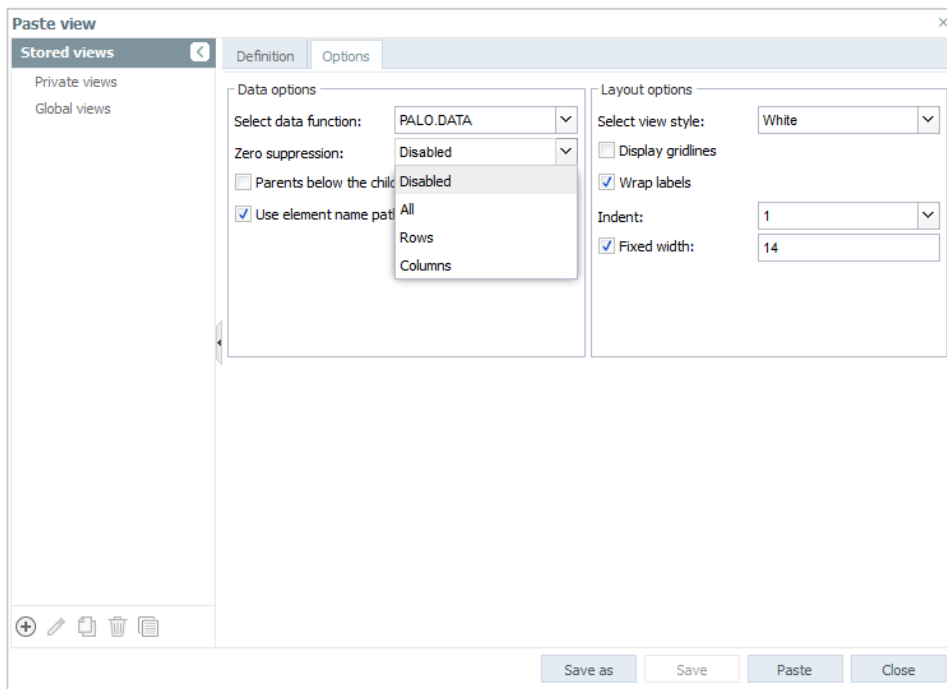 Paste view
Stored views
Private views
Global views
Definition
Options
Data options
Select data function:
PALO.DATA
Zero suppression:
Disabled
Parents below the chil
Disabled
Use element name pat
All
Rows
Columns
Layout options
Select view style:
White
Display gridlines
Wrap labels
Indent:
1
Fixed width:
14
Save as
Save
Paste
Close